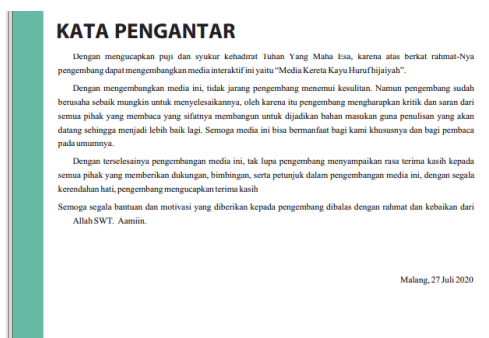 KATA PENGANTAR
Dengan mengucapkan puji dan syukur kehadirat Tuhan Yang Maha Esa, karena atas berkat rahmat-Nya
pengembang dapat mengembangkan media interaktif ini yaitu “Media Kereta Kayu Huruf hijaiyah”.
Dengan mengembangkan media ini, tidak jarang pengembang menemui kesulitan. Namun pengembang sudah
berusaha sebaik mungkin untuk menyelesaikannya, oleh karena itu pengembang mengharapkan kritik dan saran dari
semua pihak yang membaca yang sifatnya membangun untuk dijadikan bahan masukan guna penulisan yang akan
datang sehingga menjadi lebih baik lagi. Semoga media ini bisa bermanfaat bagi kami khususnya dan bagi pembaca
pada umumnya.
Dengan terselesainya pengembangan media ini, tak lupa pengembang menyampaikan rasa terima kasih kepada
semua pihak yang memberikan dukungan, bimbingan, serta petunjuk dalam pengembangan media ini, dengan segala
kerendahan hati, pengembang mengucapkan terima kasih
Semoga segala bantuan dan motivasi yang diberikan kepada pengembang dibalas dengan rahmat dan kebaikan dari
Allah SWT. Aamiin.
Malang, 27 Juli 2020